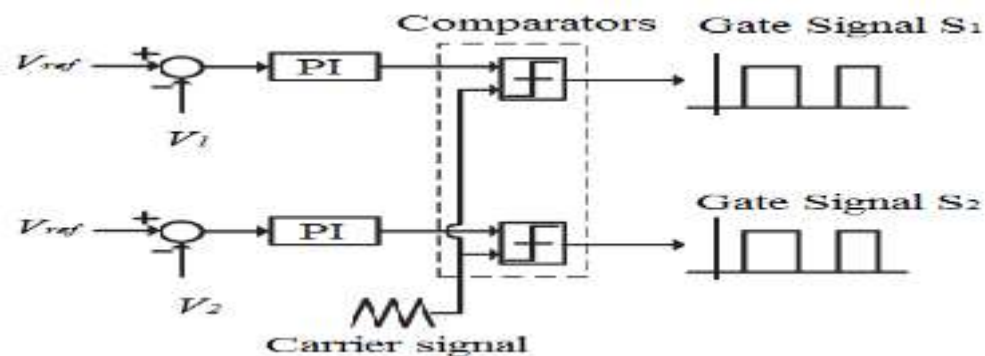 Comparators
Gate Signal S1
Vref
+
PI
−
V1
Gate Signal S2
Vref
+
PI
−
V2
Carrier signal